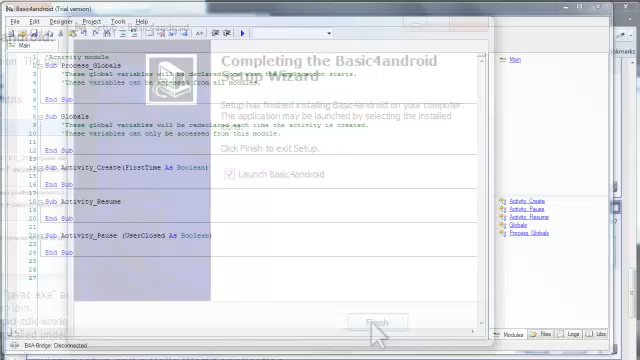 Basic4android (Trial version)
File Edit Designer Project Tools Help
Setup - Basic4android
Main
'Activity module
Sub Process_Globals
'These global variables will be declared once when the application starts.
'These variables can be accessed from all modules.
End Sub
Sub Globals
'These global variables will be redeclared each time the activity is created.
'These variables can only be accessed from this module.
End Sub
Sub Activity_Create(FirstTime As Boolean)
End Sub
Sub Activity_Resume
End Sub
Sub Activity_Pause (UserClosed As Boolean)
End Sub
Completing the Basic4android
Setup Wizard
Setup has finished installing Basic4android on your computer.
The application may be launched by selecting the installed
Click Finish to exit Setup.
Launch Basic4android
Finish
Main
Activity_Create
Activity_Pause
Activity_Resume
Globals
Process_Globals
Modules Files Logs Libs
B4A-Bridge: Disconnected